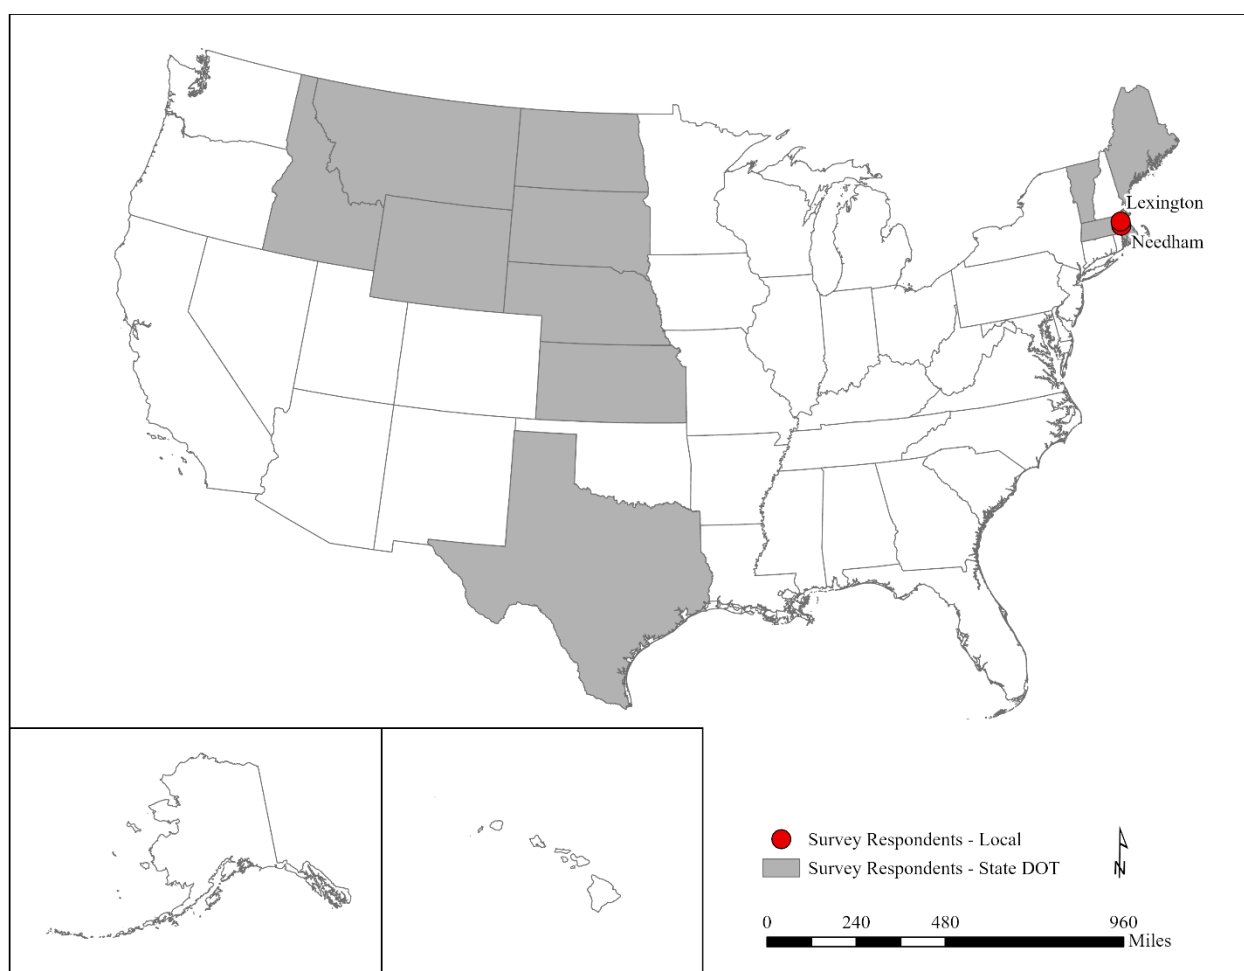 Lexington
Needham
Survey Respondents - Local
Survey Respondents - State DOT
N
0 240 480 960
Miles